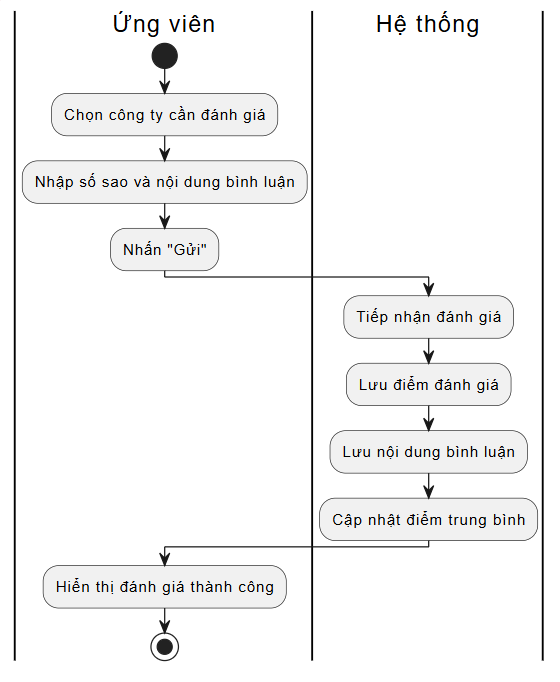 Ứng viên
Hệ thống
Chọn công ty cần đánh giá
Nhập số sao và nội dung bình luận
Nhấn "Gửi"
Tiếp nhận đánh giá
Lưu điểm đánh giá
Lưu nội dung bình luận
Cập nhật điểm trung bình
Hiển thị đánh giá thành công